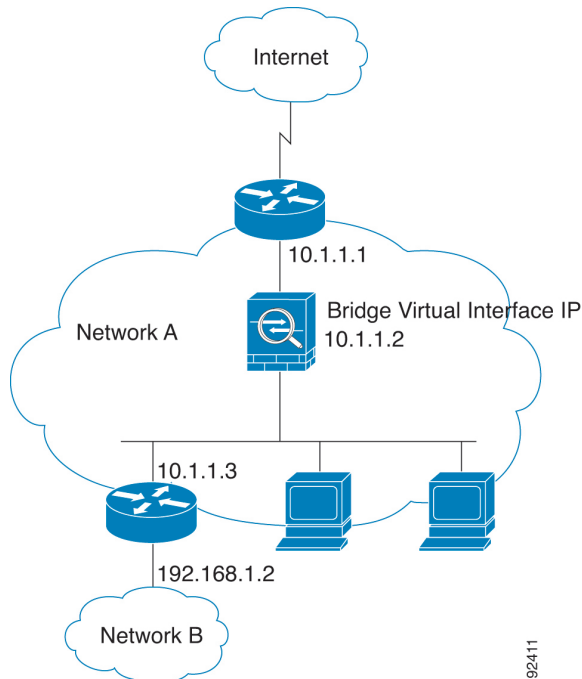 Internet
10.1.1.1
Bridge Virtual Interface IP
10.1.1.2
Network A
10.1.1.3
192.168.1.2
Network B
92411